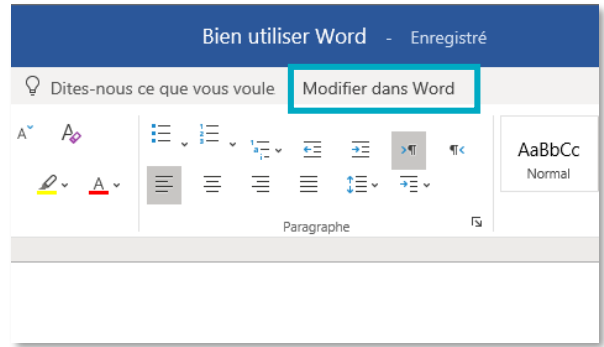 Bien utiliser Word - Enregistré
Dites-nous ce que vous voule Modifier dans Word
AaBbCc
Normal
Paragraphe